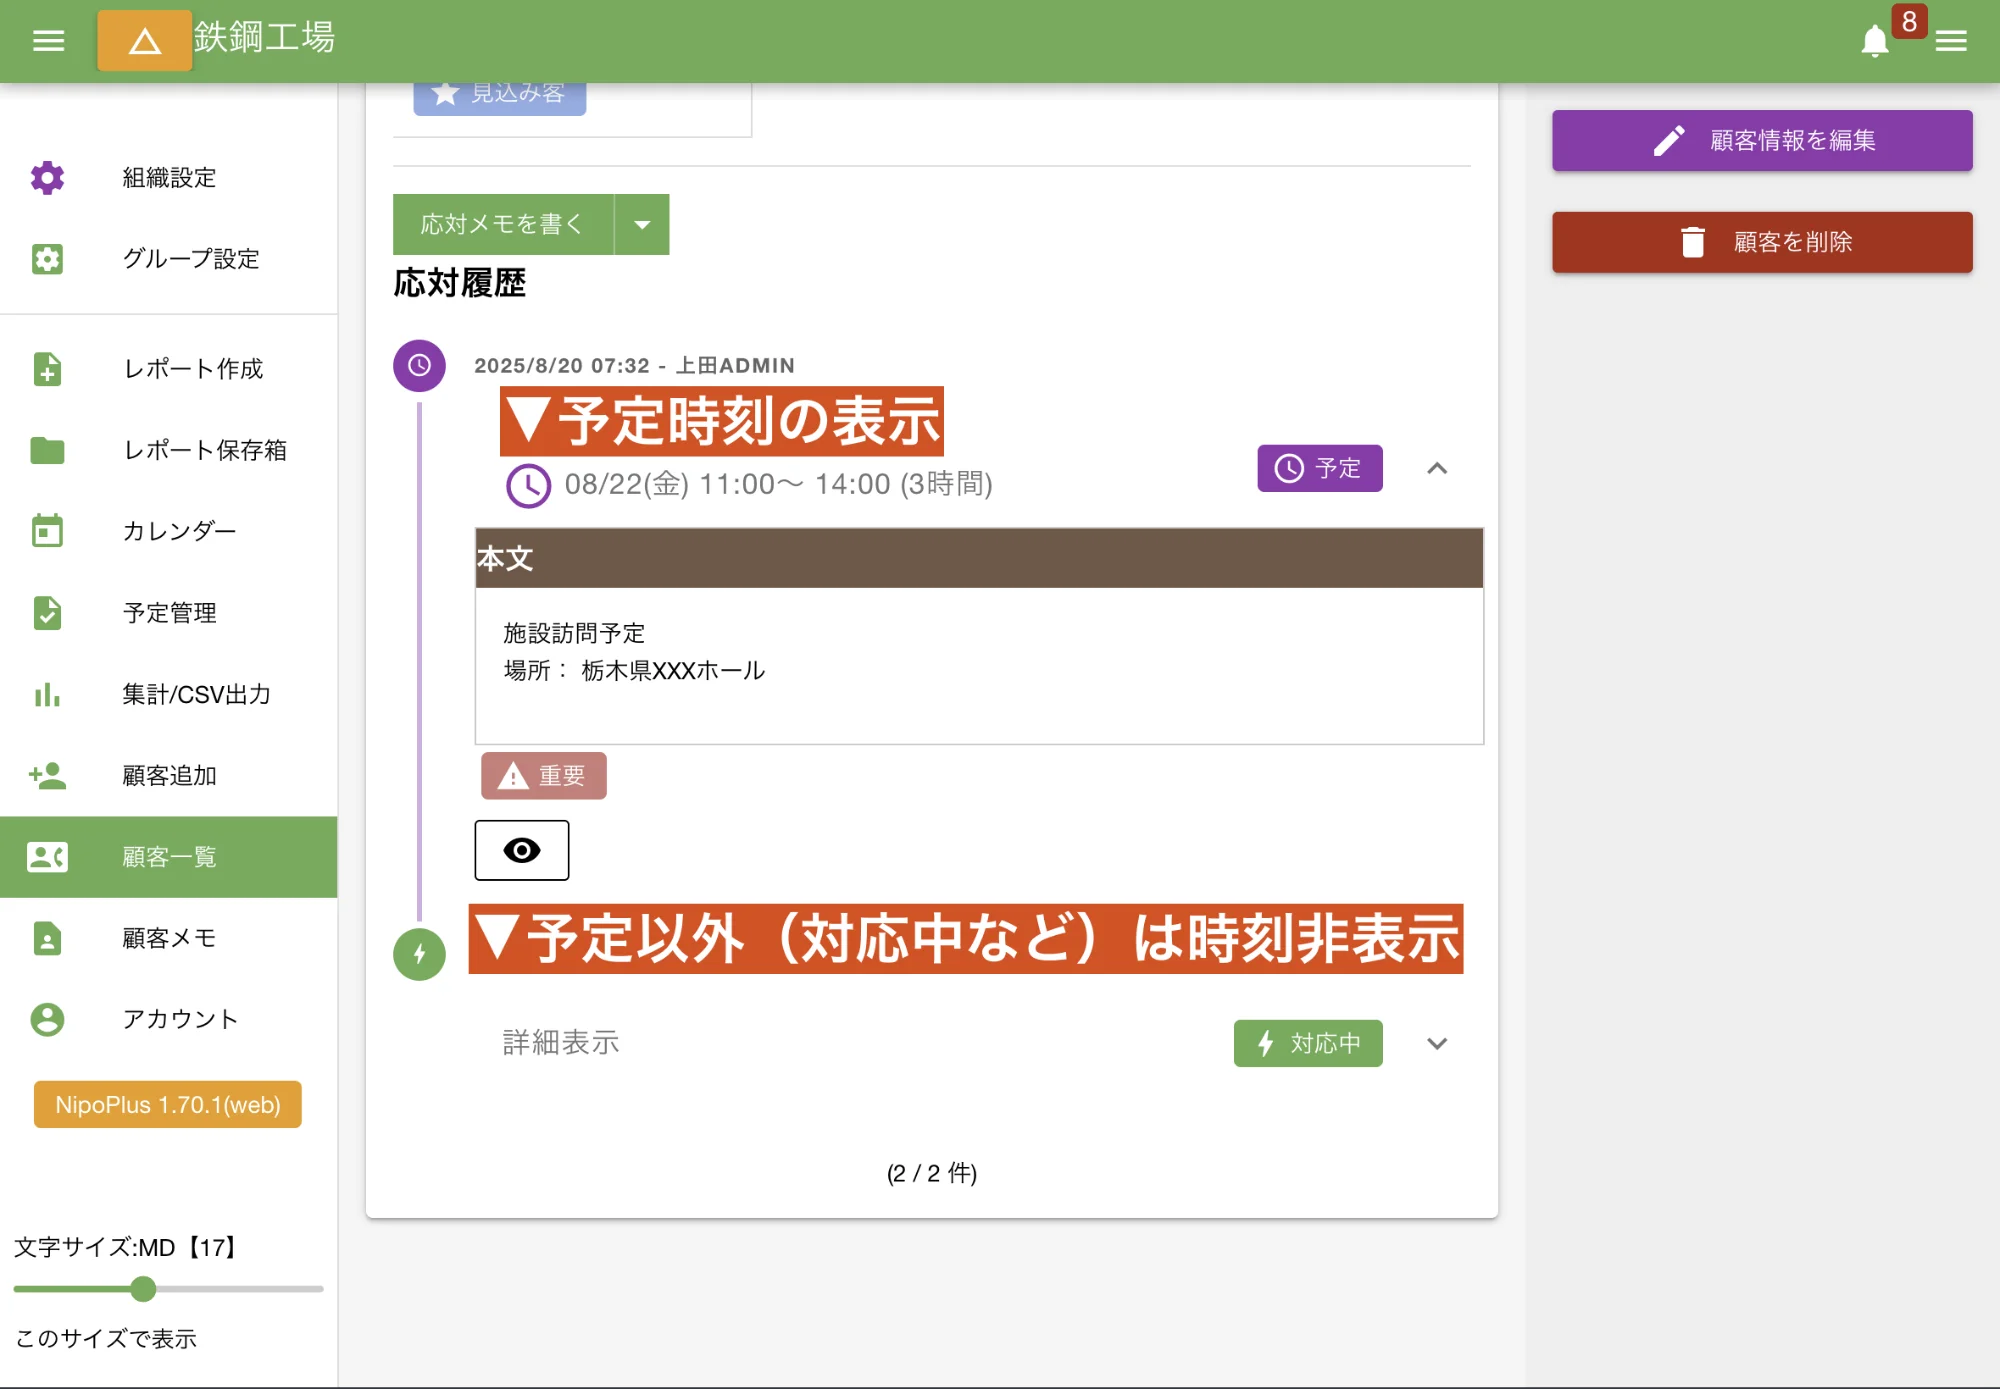 鉄鋼工場
8
組織設定
グループ設定
レポート作成
レポート保存箱
カレンダー
予定管理
集計/CSV出力
顧客追加
顧客一覧
顧客メモ
アカウント
NipoPlus 1.70.1(web)
文字サイズ:MD【17】
このサイズで表示
見込み客
応対メモを書く
応対履歴
2025/8/20 07:32 - 上田ADMIN
▼予定時刻の表示
08/22(金) 11:00〜 14:00 (3時間)
予定
本文
施設訪問予定
場所： 栃木県XXXホール
重要
▼予定以外（対応中など）は時刻非表示
詳細表示
対応中
(2 / 2 件)
顧客情報を編集
顧客を削除